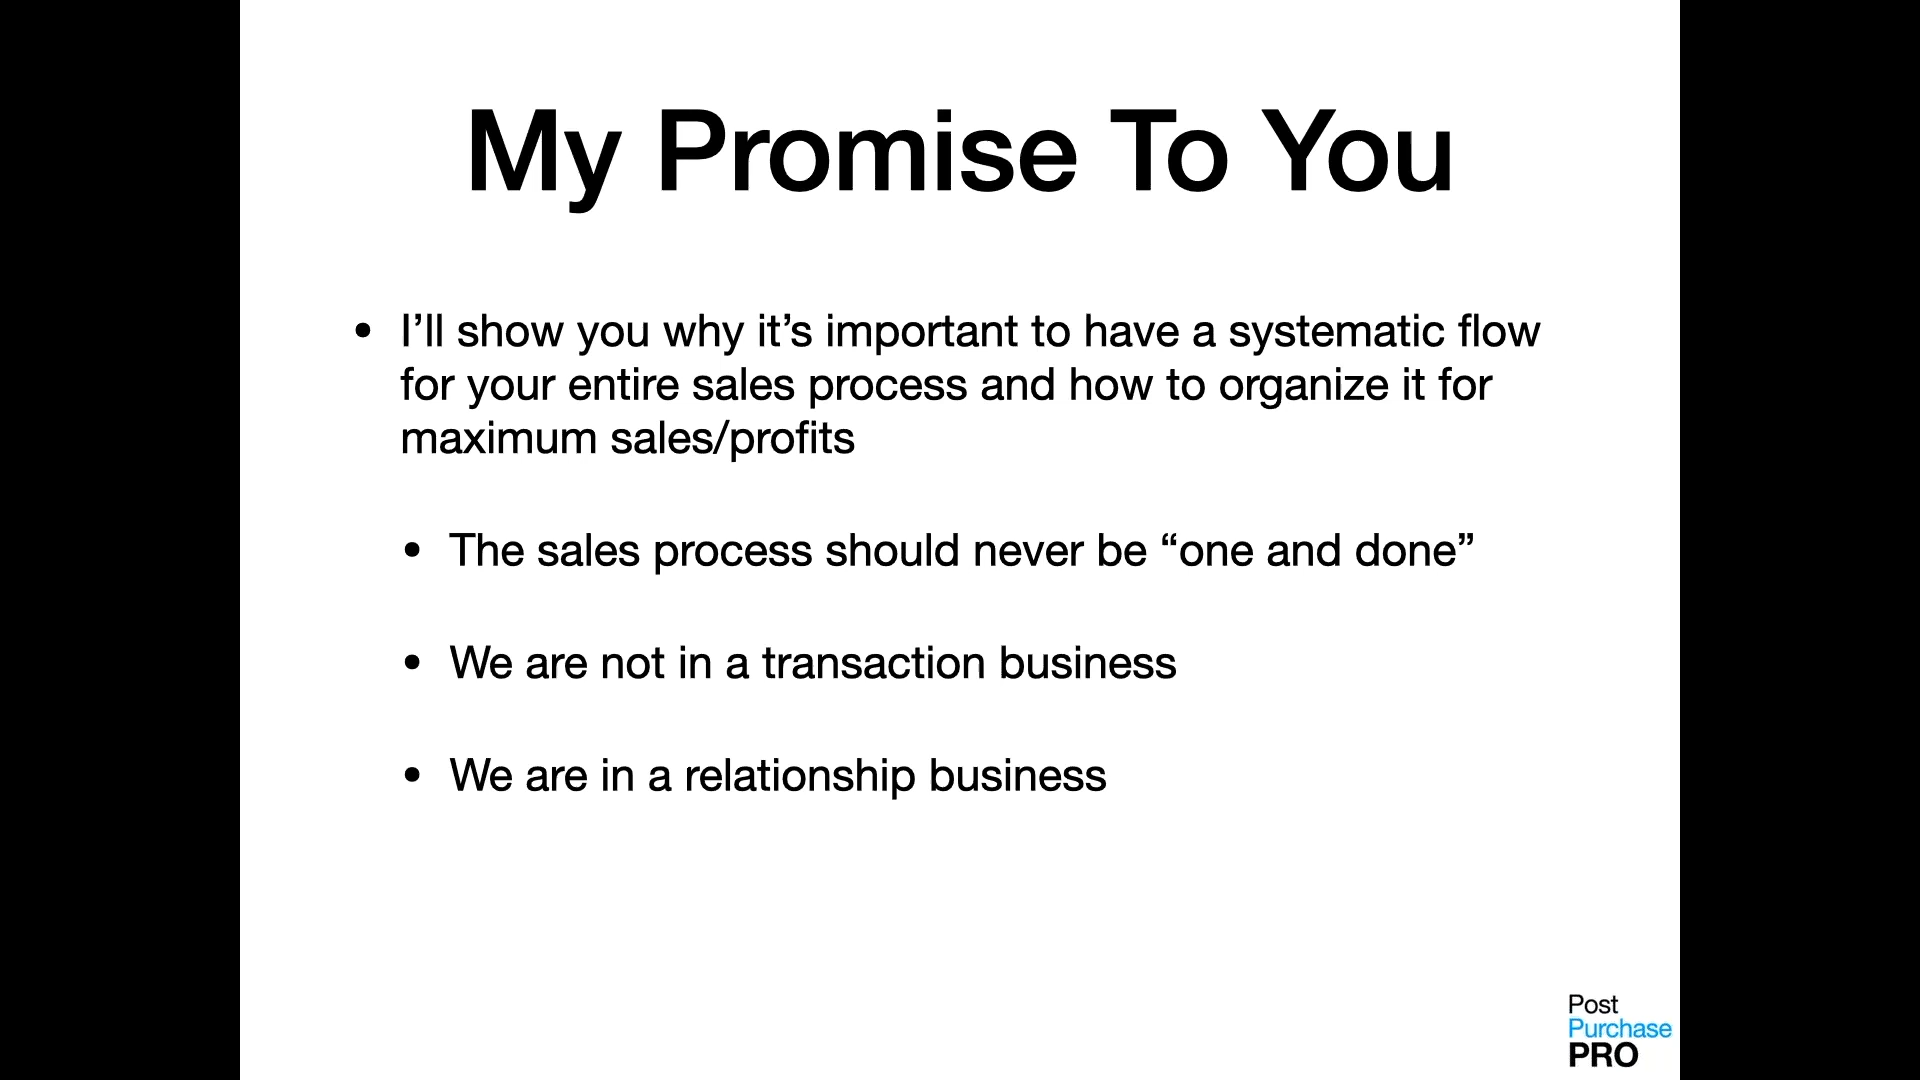 My Promise To You
• I’ll show you why it’s important to have a systematic flow
for your entire sales process and how to organize it for
maximum sales/profits
• The sales process should never be “one and done”
• We are not in a transaction business
• We are in a relationship business
Post
Purchase
PRO